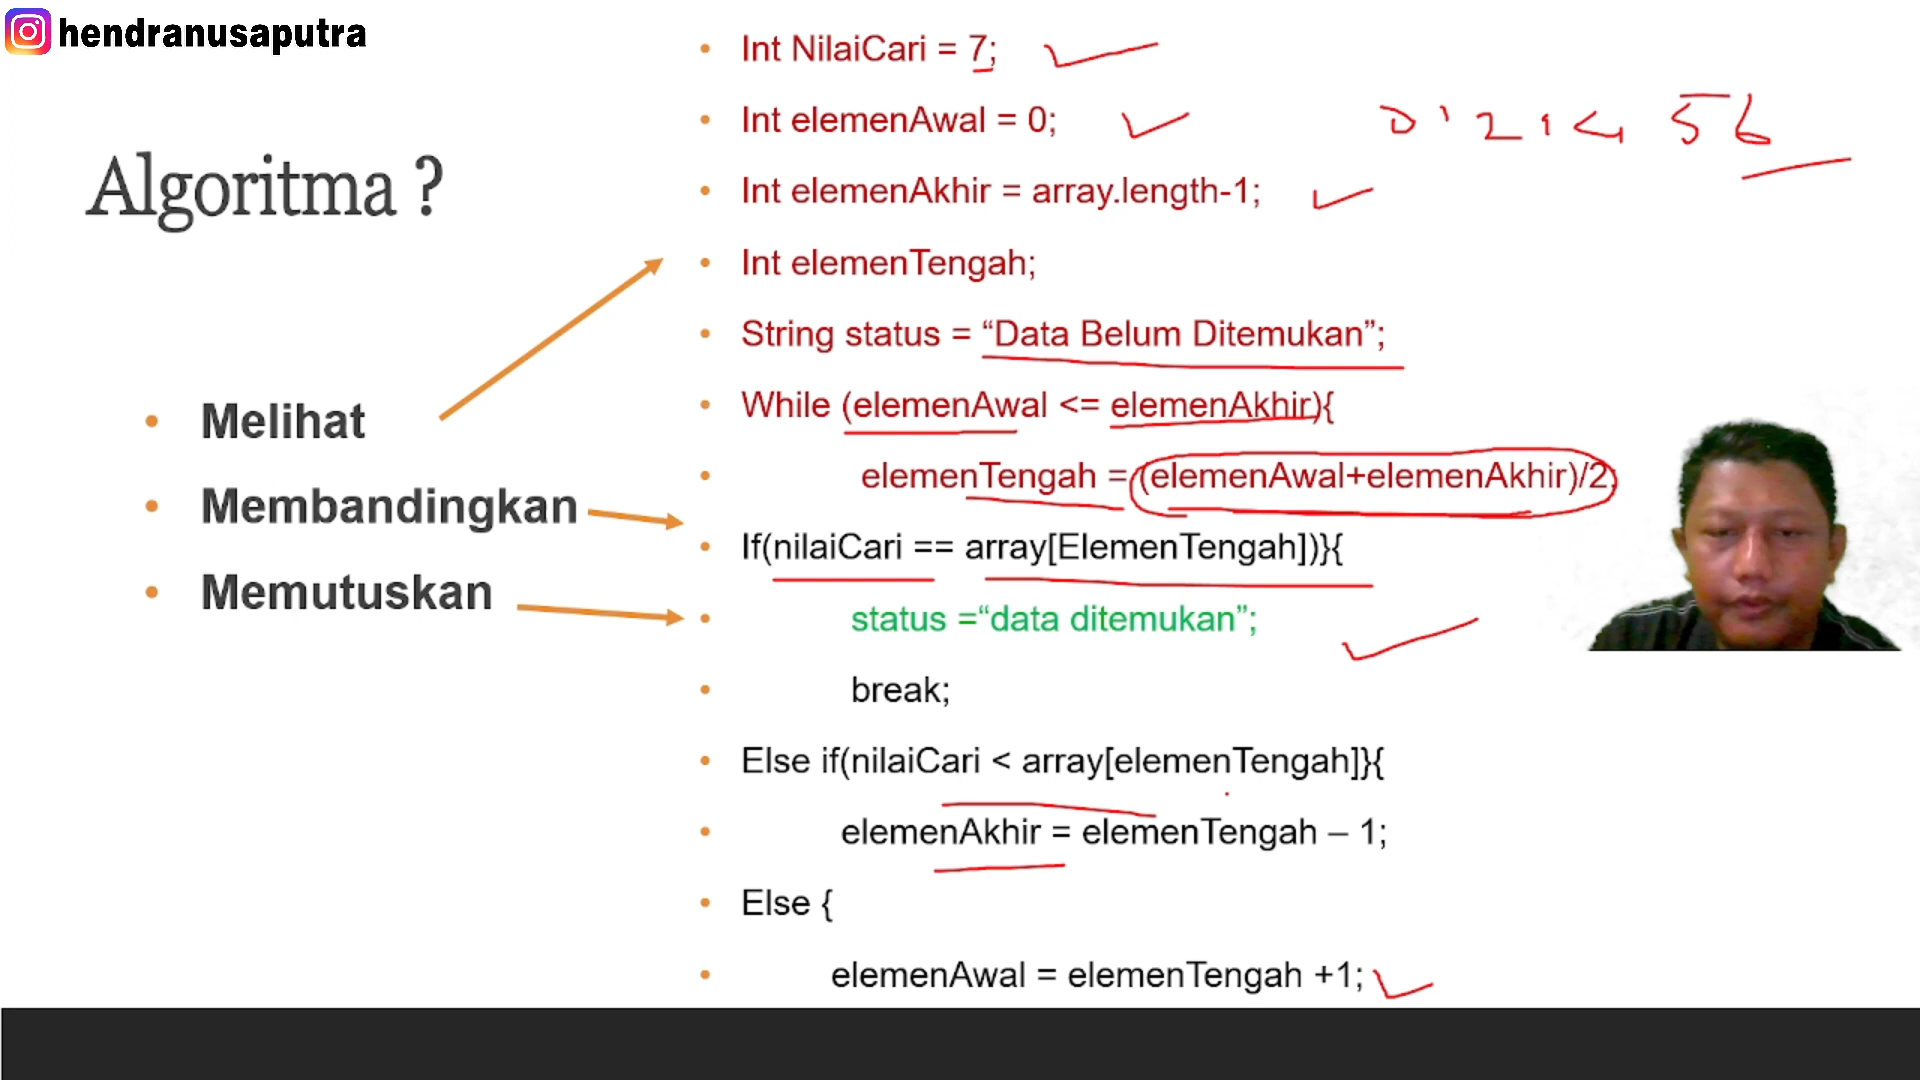 hendranusaputra
Algoritma ?
• Melihat
• Membandingkan
• Memutuskan
• Int NilaiCari = 7;
• Int elemenAwal = 0;
• Int elemenAkhir = array.length-1;
• Int elemenTengah;
• String status = “Data Belum Ditemukan”;
• While (elemenAwal <= elemenAkhir){
• elemenTengah = (elemenAwal+elemenAkhir)/2;
• If(nilaiCari == array[ElemenTengah])}{
• status =“data ditemukan”;
• break;
• Else if(nilaiCari < array[elemenTengah]}{
• elemenAkhir = elemenTengah – 1;
• Else {
• elemenAwal = elemenTengah +1;
5 6